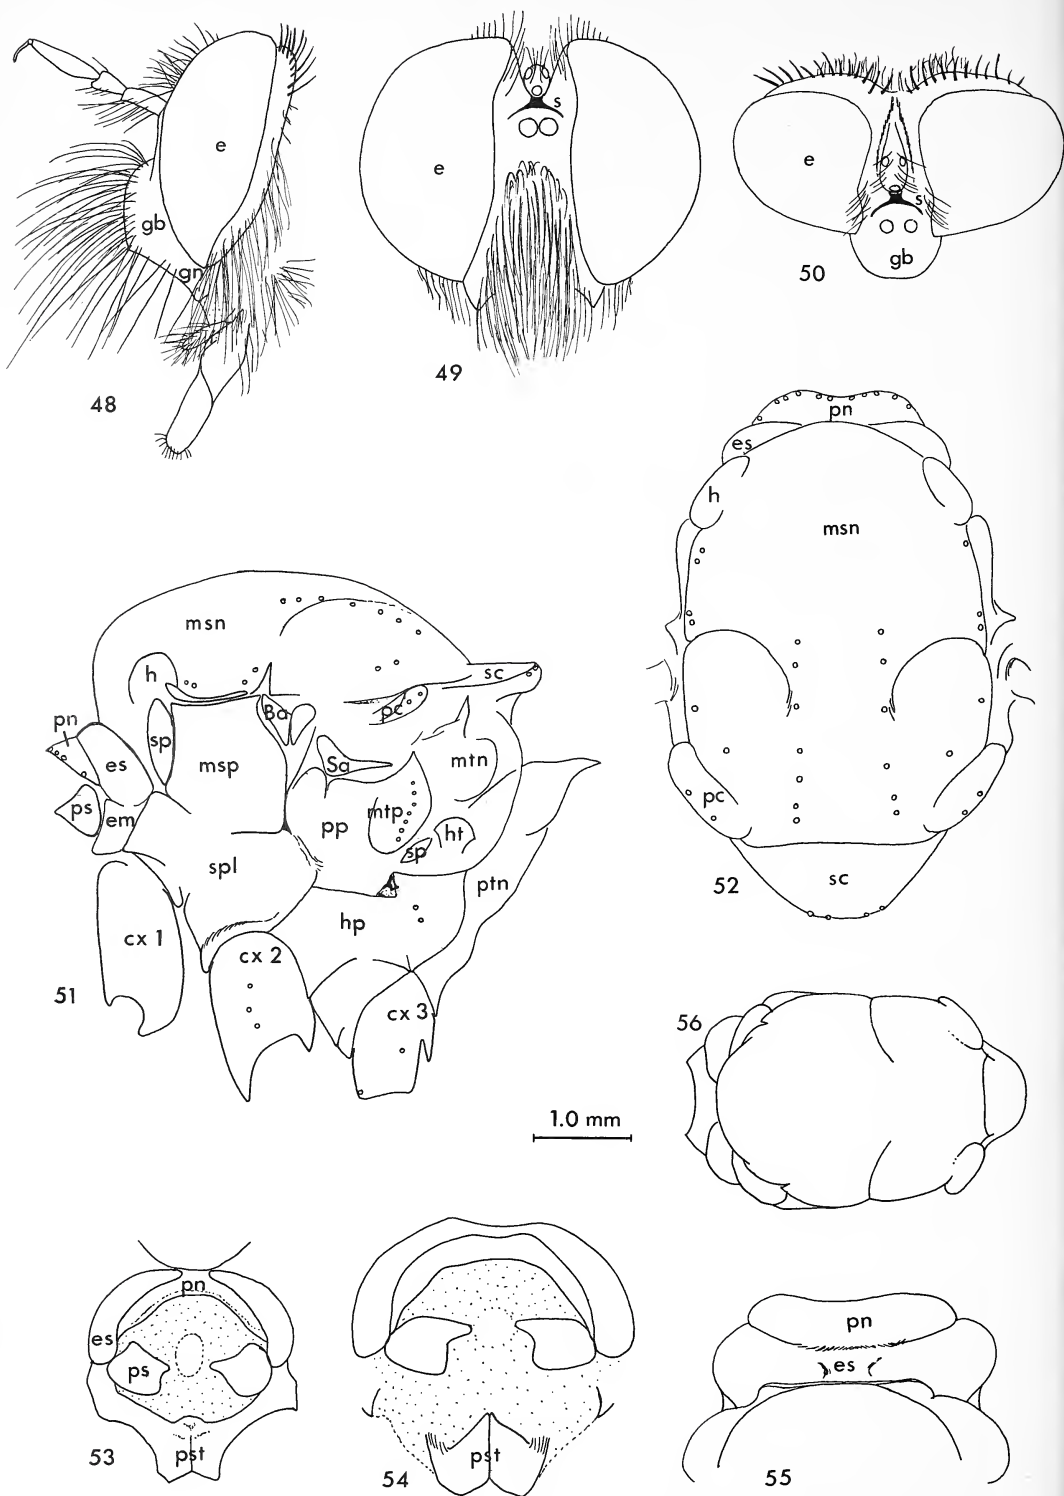 e
gb
gn
48
e
s
49
e
s
gb
50
pn
es
h
msn
pc
sc
52
msn
h
sc
pn
sp
Ba
pc
es
msp
Sa
mtn
ps
em
mtp
pp
ht
sp
spl
ptn
hp
cx 1
cx 2
cx 3
51
1.0 mm
56
pn
es
ps
pst
53
pst
54
pn
es
55